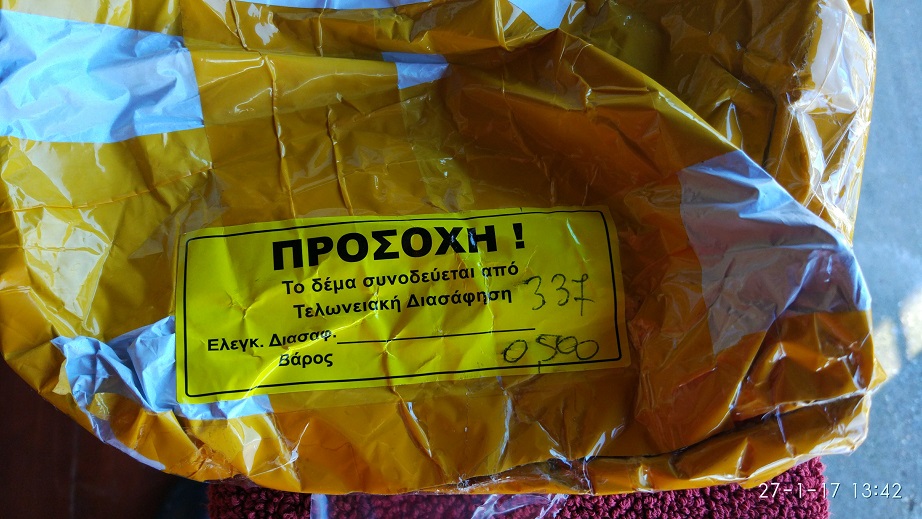 ΠΡΟΣΟΧΗ !
Το δέμα συνοδεύεται από
Τελωνειακή Διασάφηση 337
Ελεγκ. Διασαφ.
Βάρος 0,500
27-1-17 13:42